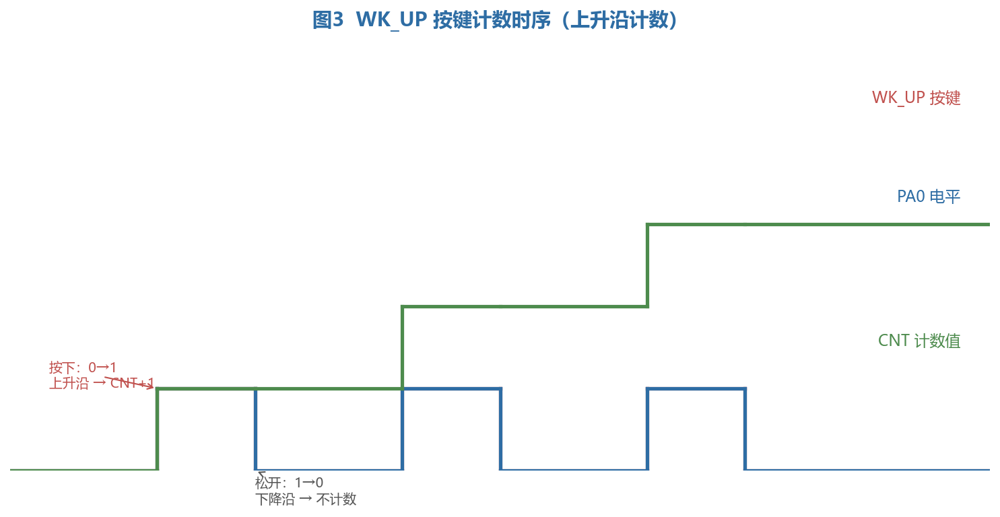 图3 WK_UP 按键计数时序（上升沿计数）
WK_UP 按键
PA0 电平
CNT 计数值
按下：0→1
上升沿 → CNT+1
松开：1→0
下降沿 → 不计数